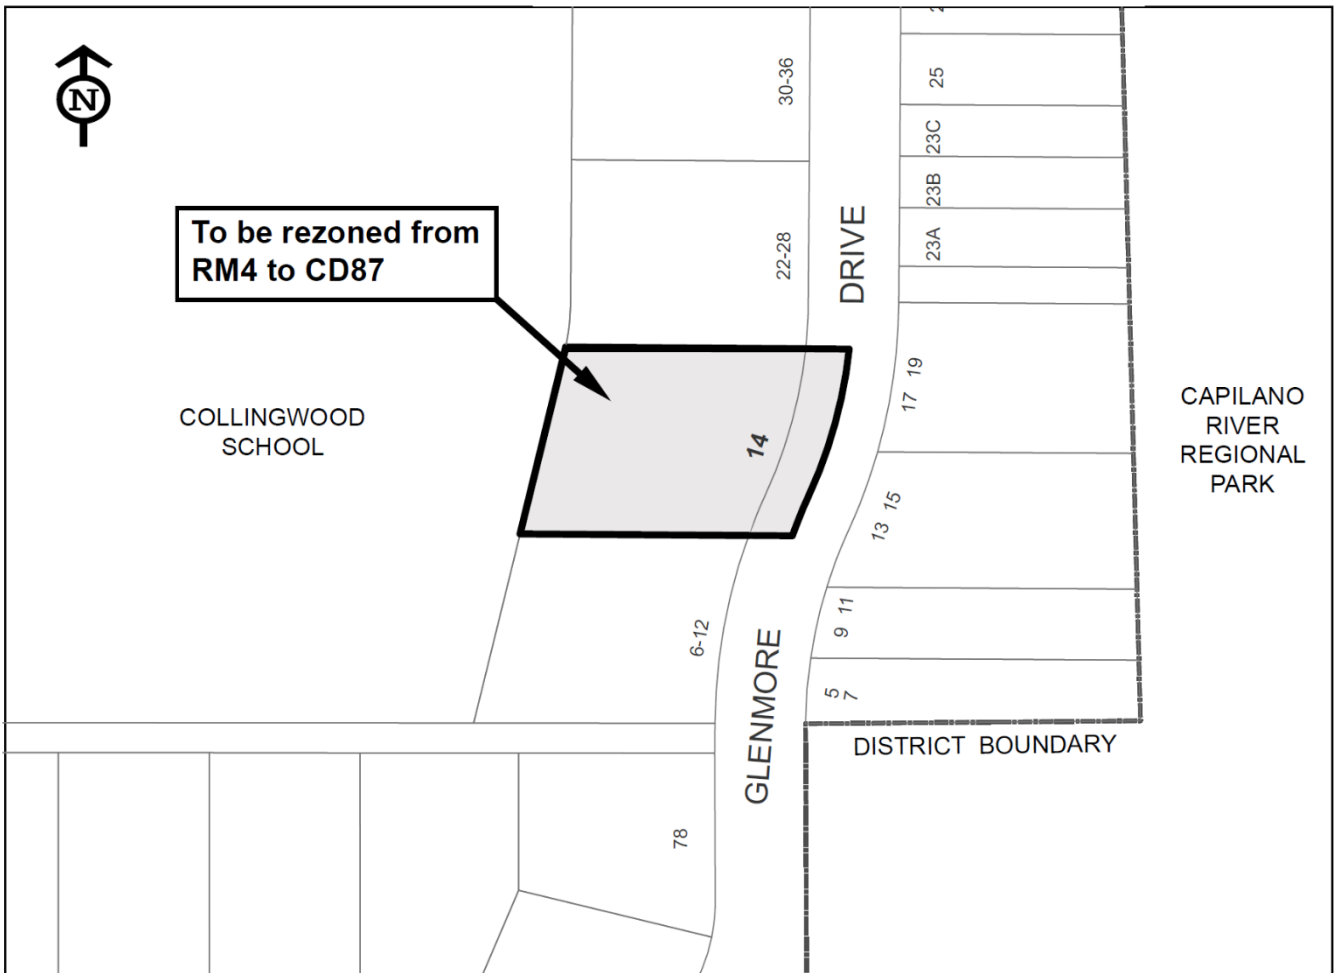 N
30-36
25
23C
23B
23A
22-28
DRIVE
To be rezoned from
RM4 to CD87
19
17
COLLINGWOOD
SCHOOL
14
CAPILANO
RIVER
REGIONAL
PARK
15
13
11
9
6-12
5
7
GLENMORE
DISTRICT BOUNDARY
78